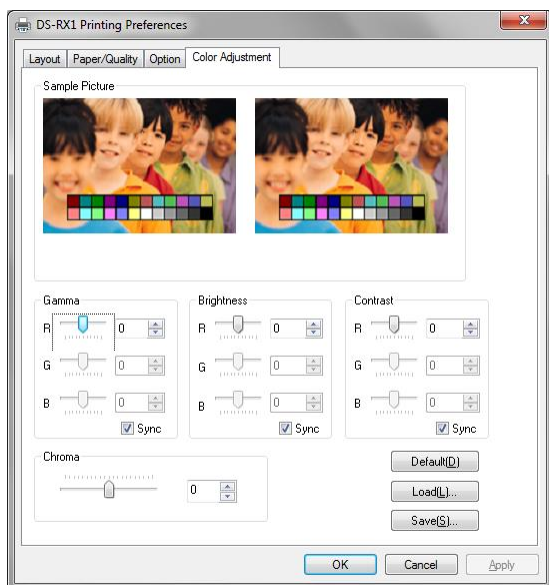 DS-RX1 Printing Preferences
Layout Paper/Quality Option Color Adjustment
Sample Picture
Gamma Brightness Contrast
R 0 R 0 R 0
G 0 G 0 G 0
B 0 B 0 B 0
Sync Sync Sync
Chroma
0
Default(D)
Load(L)...
Save(S)...
OK Cancel Apply